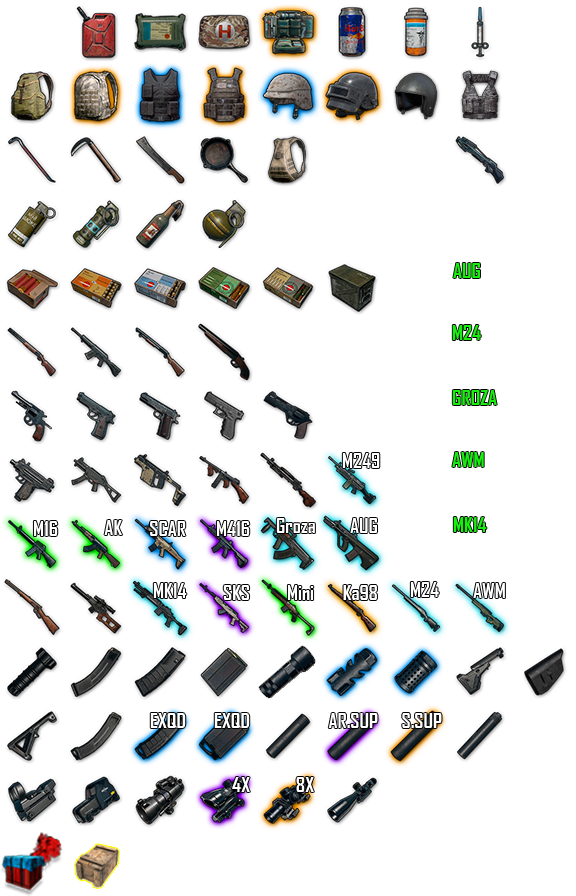 H
AUG
M24
GROZA
M249
AWM
M16
AK
SCAR
M416
Groza
AUG
MK14
MK14
SKS
Mini
Ka98
M24
AWM
EXQD
EXQD
AR.SUP
S.SUP
4X
8X